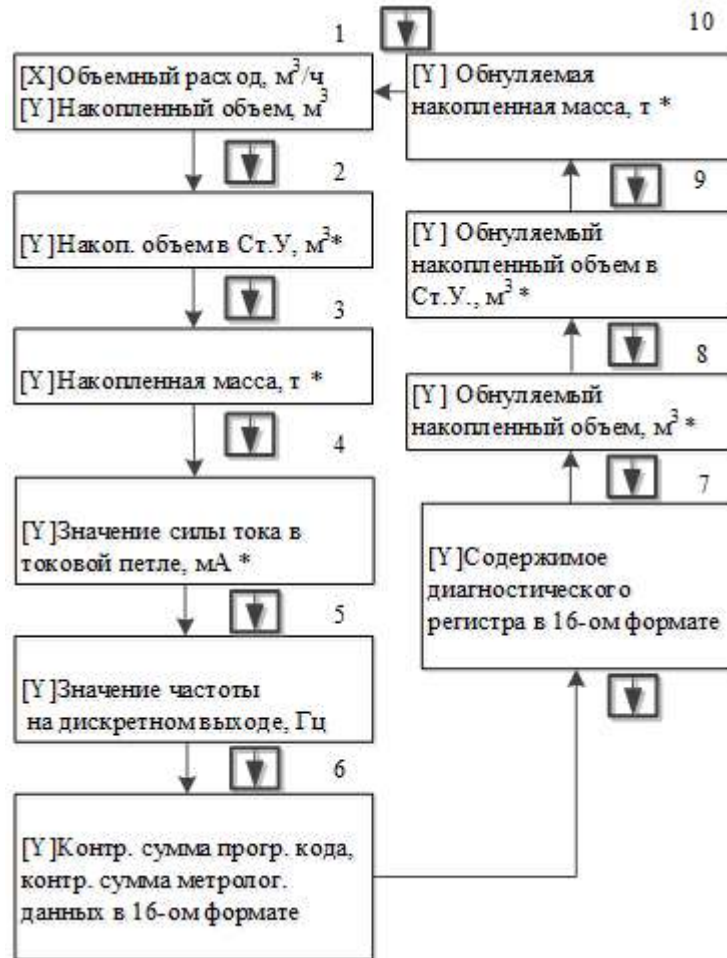 1
[X]Объемный расход, м³/ч
[Y]Накопленный объем, м³
2
[Y]Накоп. объем в Ст.У, м³*
3
[Y]Накопленная масса, т *
4
[Y]Значение силы тока в
токовой петле, мА *
5
[Y]Значение частоты
на дискретном выходе, Гц
6
[Y]Контр. сумма прогр. кода,
контр. сумма метролог.
данных в 16-ом формате
7
[Y]Содержимое
диагностического
регистра в 16-ом формате
8
[Y] Обнуляемый
накопленный объем, м³ *
9
[Y] Обнуляемый
накопленный объем в
Ст.У., м³ *
10
[Y] Обнуляемая
накопленная масса, т *